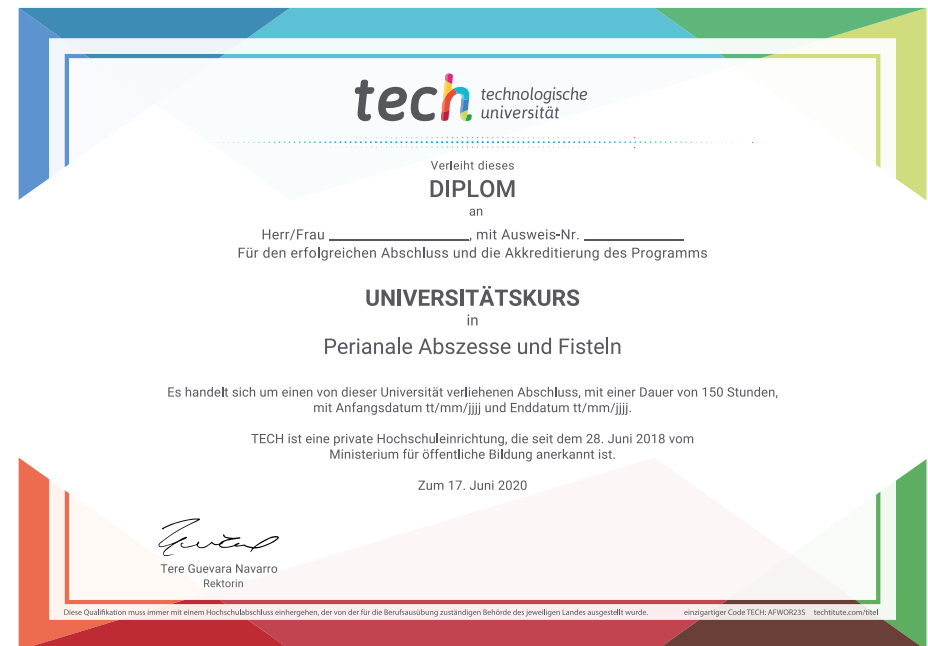 tech technologische
universität
Verleiht dieses
DIPLOM
an
Herr/Frau ____________________, mit Ausweis-Nr. ______________
Für den erfolgreichen Abschluss und die Akkreditierung des Programms
UNIVERSITÄTSKURS
in
Perianale Abszesse und Fisteln
Es handelt sich um einen von dieser Universität verliehenen Abschluss, mit einer Dauer von 150 Stunden,
mit Anfangsdatum tt/mm/jjjj und Enddatum tt/mm/jjjj.
TECH ist eine private Hochschuleinrichtung, die seit dem 28. Juni 2018 vom
Ministerium für öffentliche Bildung anerkannt ist.
Zum 17. Juni 2020
Tere Guevara Navarro
Rektorin
Diese Qualifikation muss immer mit einem Hochschulabschluss einhergehen, der von der für die Berufsausübung zuständigen Behörde des jeweiligen Landes ausgestellt wurde. einzigartiger Code TECH: AFWOR23S techtitute.com/titel